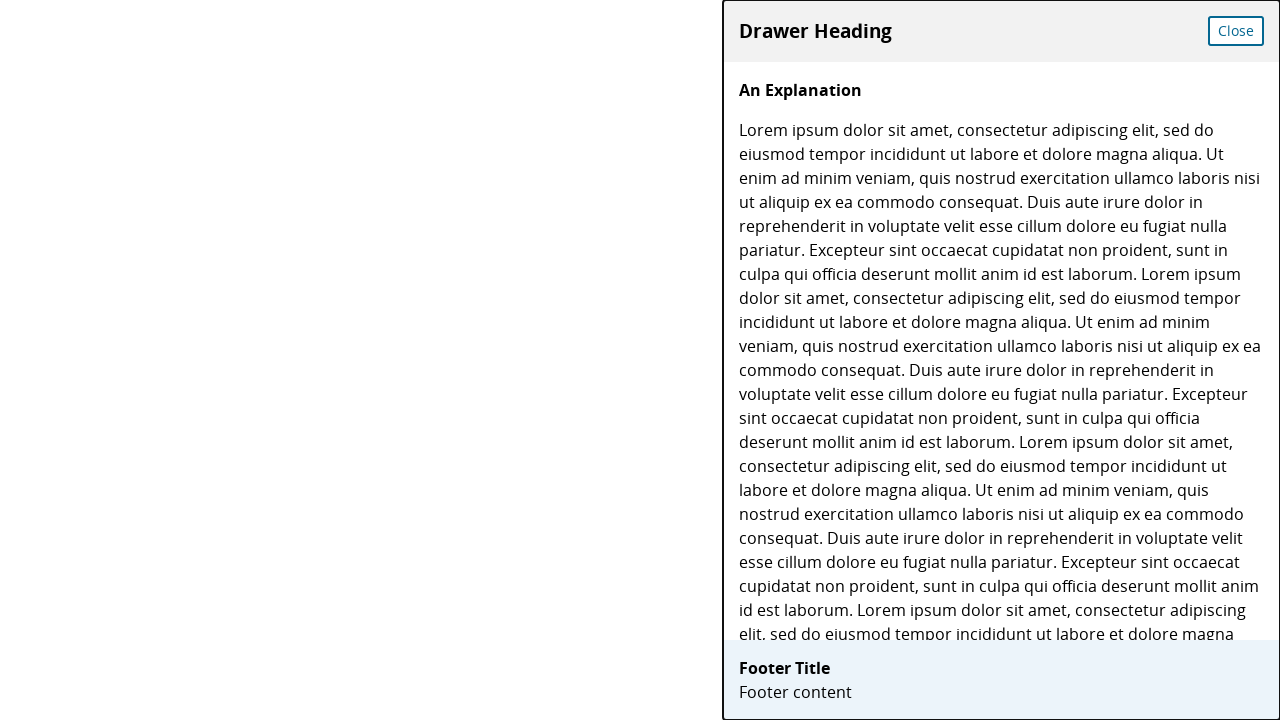 Drawer Heading
Close
An Explanation
Lorem ipsum dolor sit amet, consectetur adipiscing elit, sed do
eiusmod tempor incididunt ut labore et dolore magna aliqua. Ut
enim ad minim veniam, quis nostrud exercitation ullamco laboris nisi
ut aliquip ex ea commodo consequat. Duis aute irure dolor in
reprehenderit in voluptate velit esse cillum dolore eu fugiat nulla
pariatur. Excepteur sint occaecat cupidatat non proident, sunt in
culpa qui officia deserunt mollit anim id est laborum. Lorem ipsum
dolor sit amet, consectetur adipiscing elit, sed do eiusmod tempor
incididunt ut labore et dolore magna aliqua. Ut enim ad minim
veniam, quis nostrud exercitation ullamco laboris nisi ut aliquip ex ea
commodo consequat. Duis aute irure dolor in reprehenderit in
voluptate velit esse cillum dolore eu fugiat nulla pariatur. Excepteur
sint occaecat cupidatat non proident, sunt in culpa qui officia
deserunt mollit anim id est laborum. Lorem ipsum dolor sit amet,
consectetur adipiscing elit, sed do eiusmod tempor incididunt ut
labore et dolore magna aliqua. Ut enim ad minim veniam, quis
nostrud exercitation ullamco laboris nisi ut aliquip ex ea commodo
consequat. Duis aute irure dolor in reprehenderit in voluptate velit
esse cillum dolore eu fugiat nulla pariatur. Excepteur sint occaecat
cupidatat non proident, sunt in culpa qui officia deserunt mollit anim
id est laborum. Lorem ipsum dolor sit amet, consectetur adipiscing
elit, sed do eiusmod tempor incididunt ut labore et dolore magna
Footer Title
Footer content